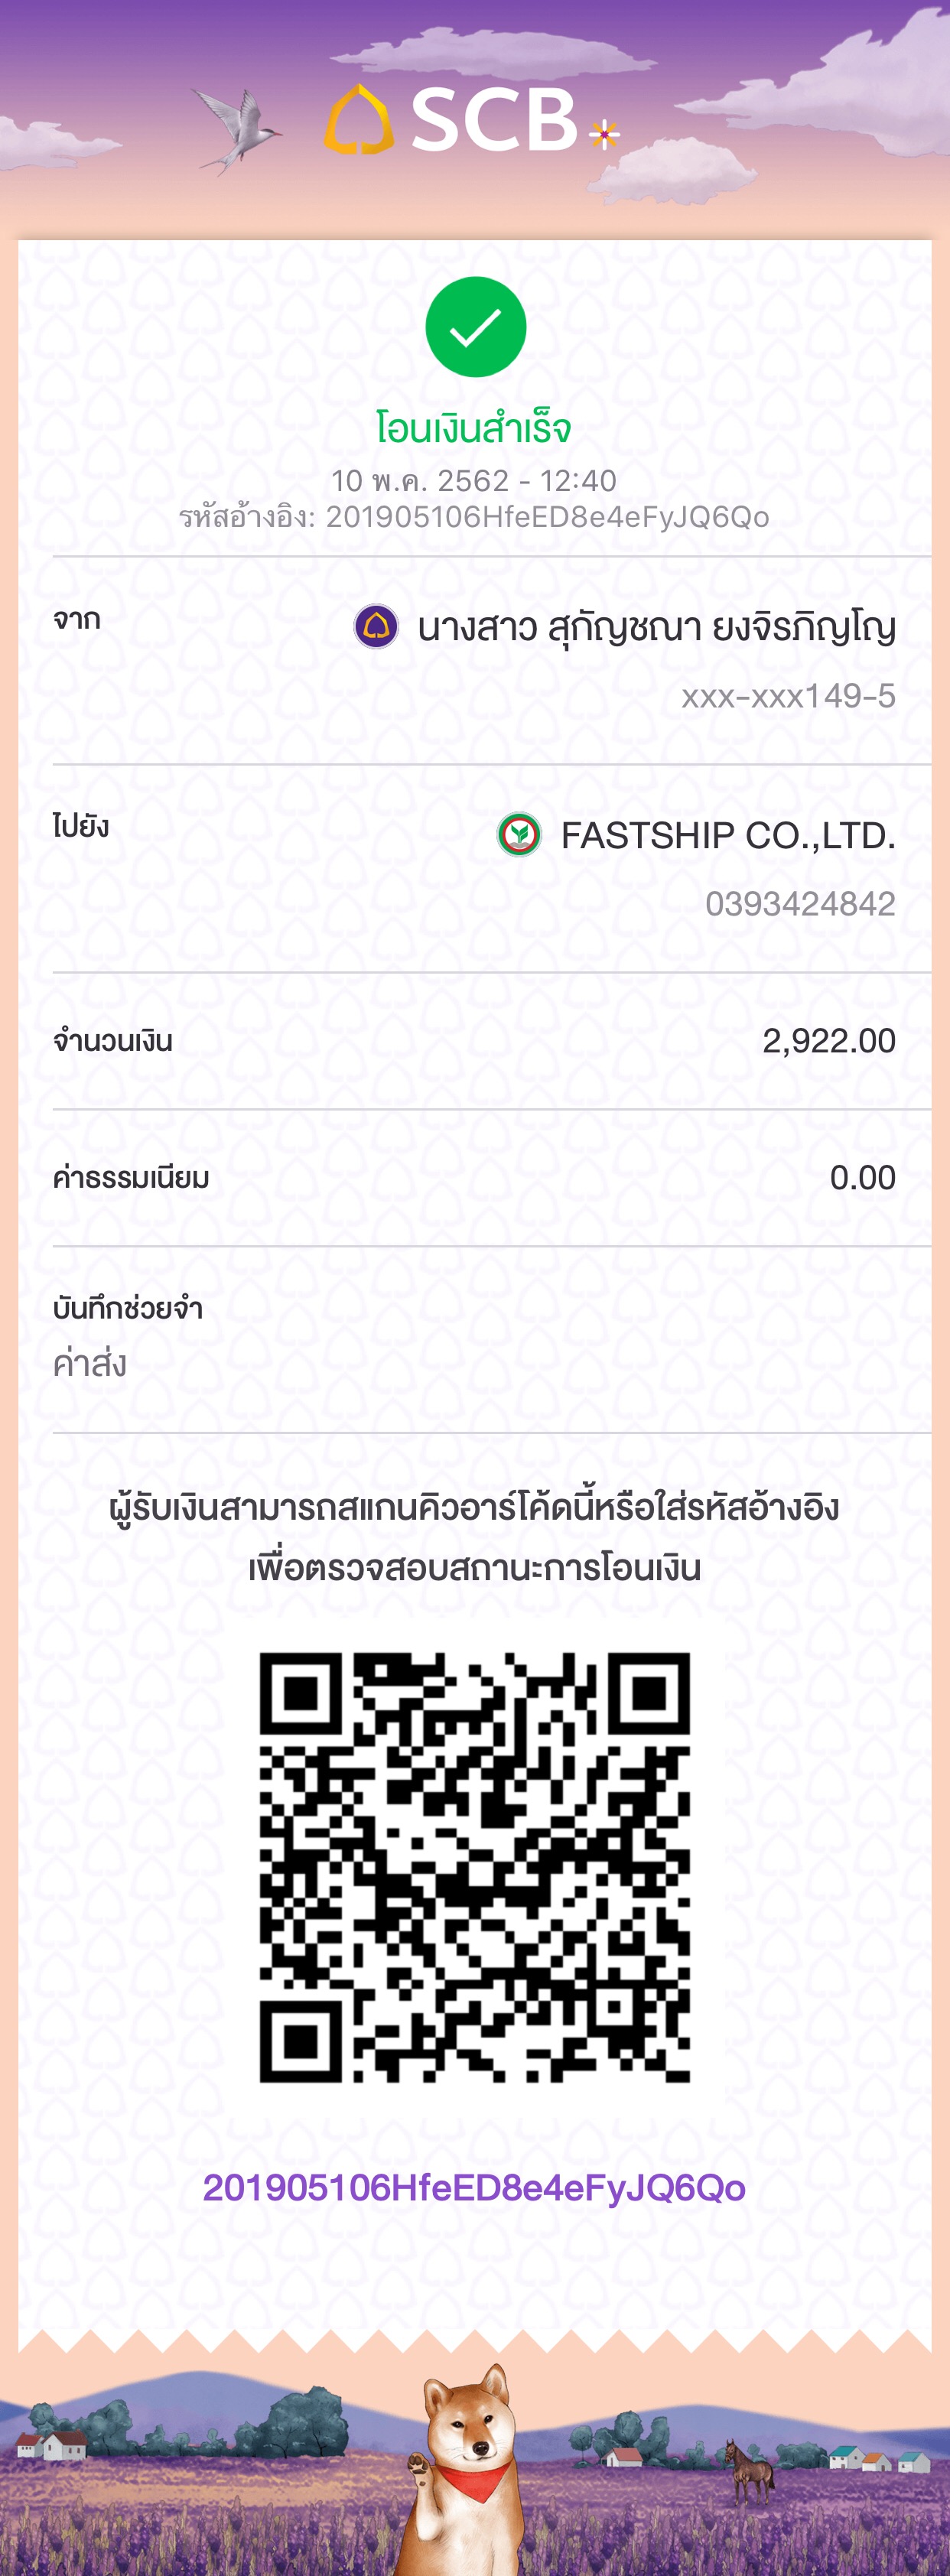 SCB
โอนเงินสำเร็จ
10 พ.ค. 2562 - 12:40
รหัสอ้างอิง: 201905106HfeED8e4eFyJQ6Qo
จาก
นางสาว สุกัญชณา ยงจิรภิญโญ
xxx-xxx149-5
ไปยัง
FASTSHIP CO.,LTD.
0393424842
จำนวนเงิน 2,922.00
ค่าธรรมเนียม 0.00
บันทึกช่วยจำ
ค่าส่ง
ผู้รับเงินสามารถสแกนคิวอาร์โค้ดนี้หรือใส่รหัสอ้างอิง
เพื่อตรวจสอบสถานะการโอนเงิน
201905106HfeED8e4eFyJQ6Qo